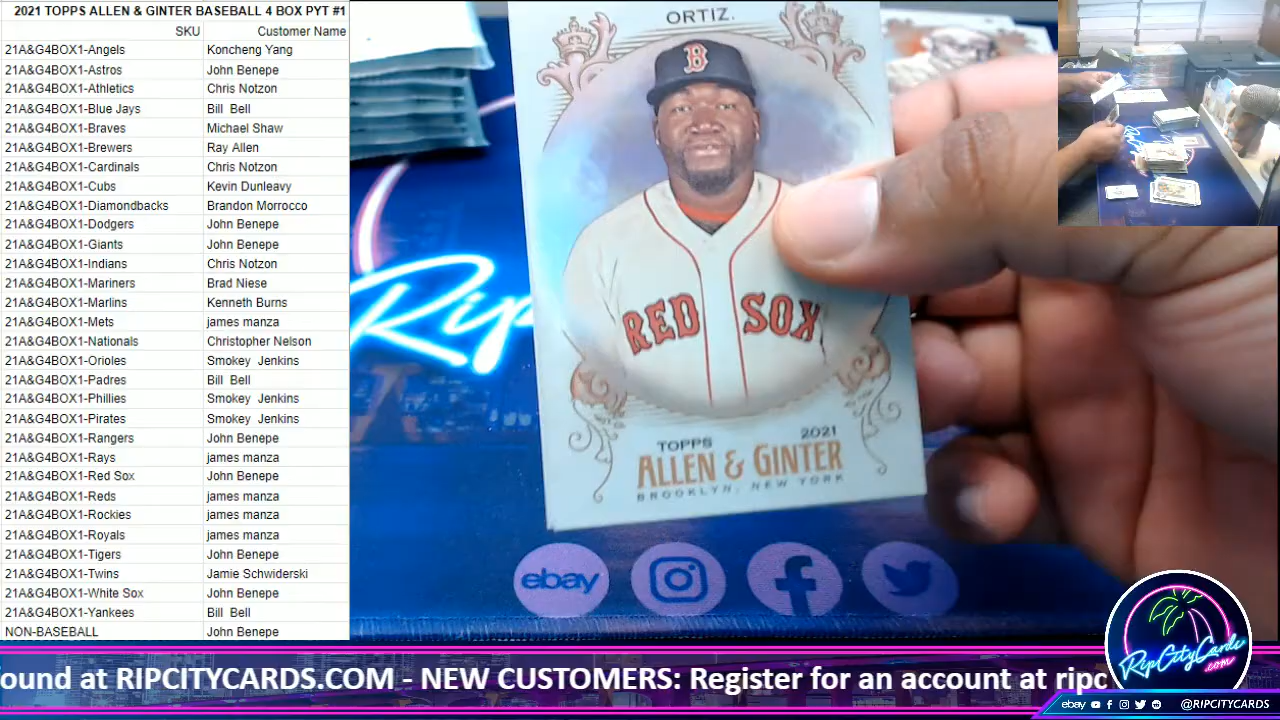 2021 TOPPS ALLEN & GINTER BASEBALL 4 BOX PYT #1
SKU Customer Name
21A&G4BOX1-Angels Koncheng Yang
21A&G4BOX1-Astros John Benepe
21A&G4BOX1-Athletics Chris Notzon
21A&G4BOX1-Blue Jays Bill Bell
21A&G4BOX1-Braves Michael Shaw
21A&G4BOX1-Brewers Ray Allen
21A&G4BOX1-Cardinals Chris Notzon
21A&G4BOX1-Cubs Kevin Dunleavy
21A&G4BOX1-Diamondbacks Brandon Morrocco
21A&G4BOX1-Dodgers John Benepe
21A&G4BOX1-Giants John Benepe
21A&G4BOX1-Indians Chris Notzon
21A&G4BOX1-Mariners Brad Niese
21A&G4BOX1-Marlins Kenneth Burns
21A&G4BOX1-Mets james manza
21A&G4BOX1-Nationals Christopher Nelson
21A&G4BOX1-Orioles Smokey Jenkins
21A&G4BOX1-Padres Bill Bell
21A&G4BOX1-Phillies Smokey Jenkins
21A&G4BOX1-Pirates Smokey Jenkins
21A&G4BOX1-Rangers John Benepe
21A&G4BOX1-Rays james manza
21A&G4BOX1-Red Sox John Benepe
21A&G4BOX1-Reds james manza
21A&G4BOX1-Rockies james manza
21A&G4BOX1-Royals james manza
21A&G4BOX1-Tigers John Benepe
21A&G4BOX1-Twins Jamie Schwiderski
21A&G4BOX1-White Sox John Benepe
21A&G4BOX1-Yankees Bill Bell
NON-BASEBALL John Benepe
ORTIZ.
B
RED SOX
TOPPS 2021
ALLEN & GINTER
BROOKLYN, NEW YORK
Rip
ebay
ound at RIPCITYCARDS.COM - NEW CUSTOMERS: Register for an account at ripc
RipCityCards
.com
ebay @RIPCITYCARDS